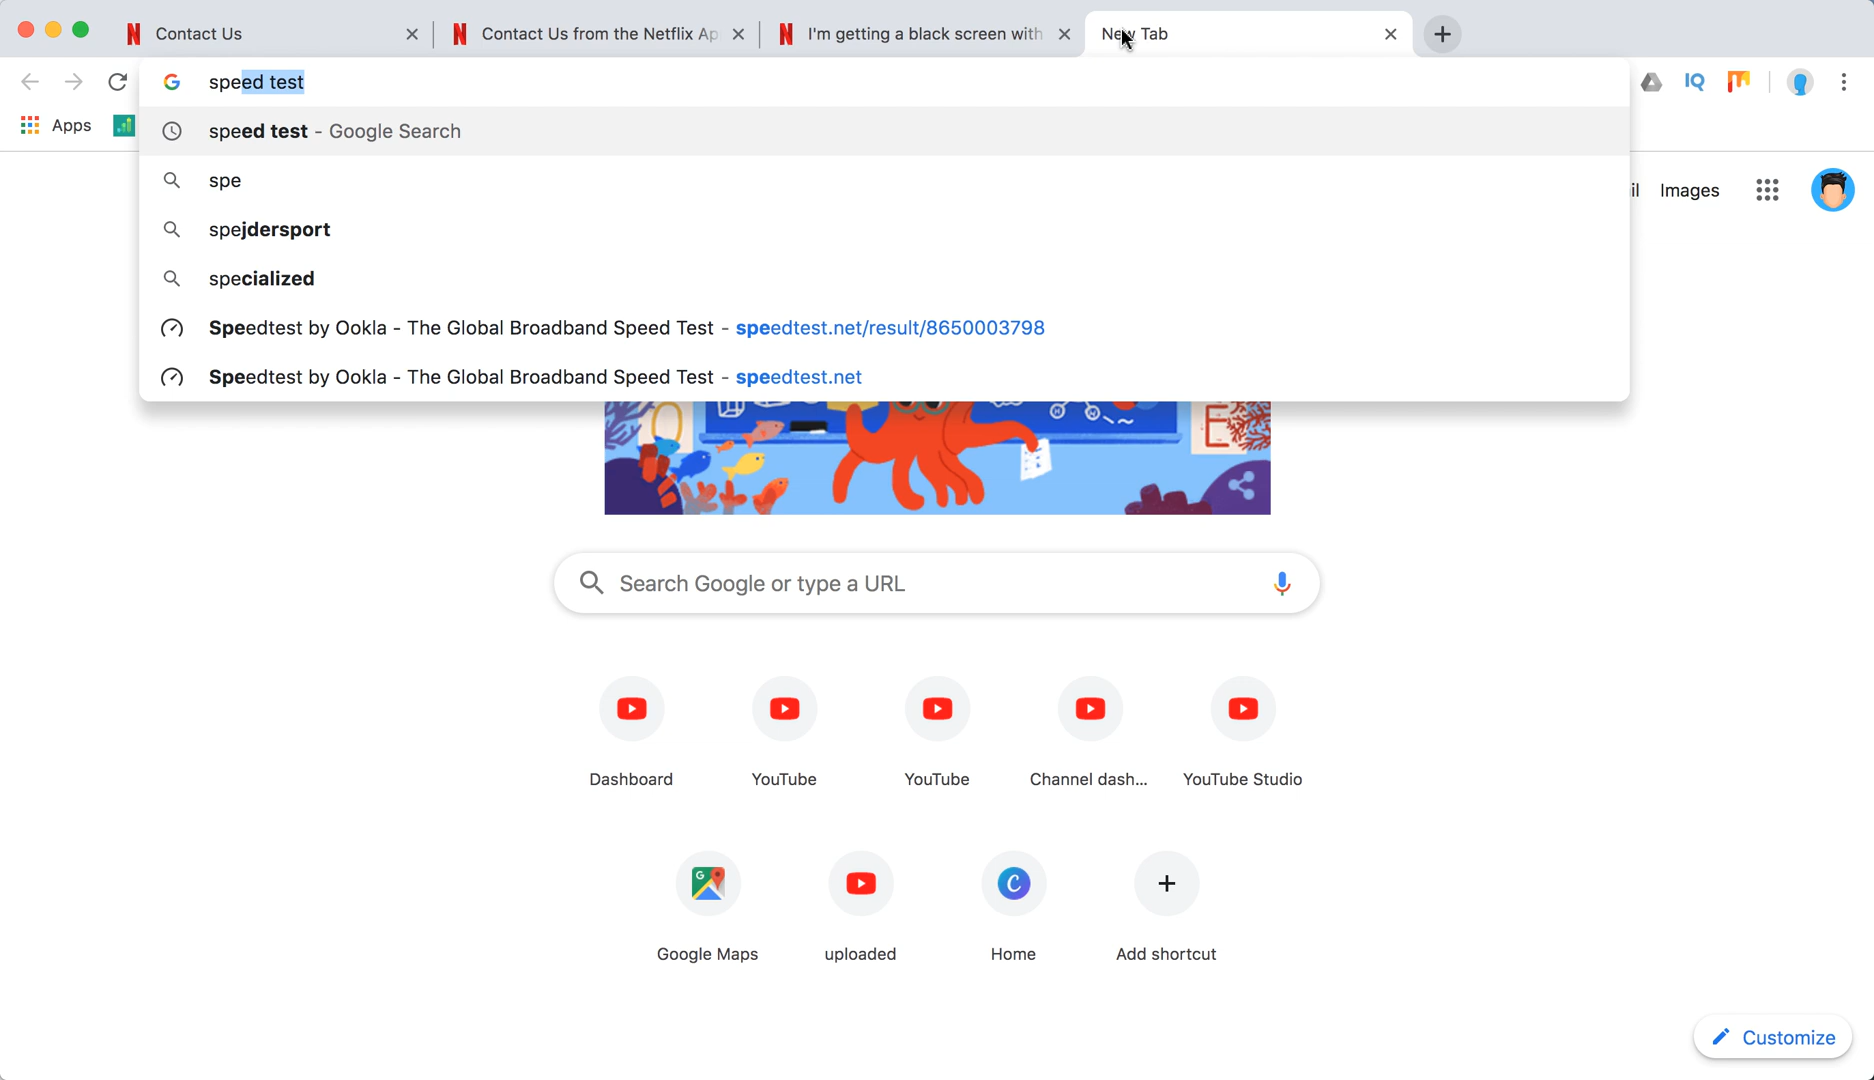 Contact Us
Contact Us from the Netflix Ap
I'm getting a black screen with
New Tab
speed test
Apps
speed test - Google Search
spe
spejdersport
specialized
Speedtest by Ookla - The Global Broadband Speed Test - speedtest.net/result/8650003798
Speedtest by Ookla - The Global Broadband Speed Test - speedtest.net
il Images
IQ
E
Search Google or type a URL
Dashboard
YouTube
YouTube
Channel dash...
YouTube Studio
Google Maps
uploaded
Home
Add shortcut
Customize